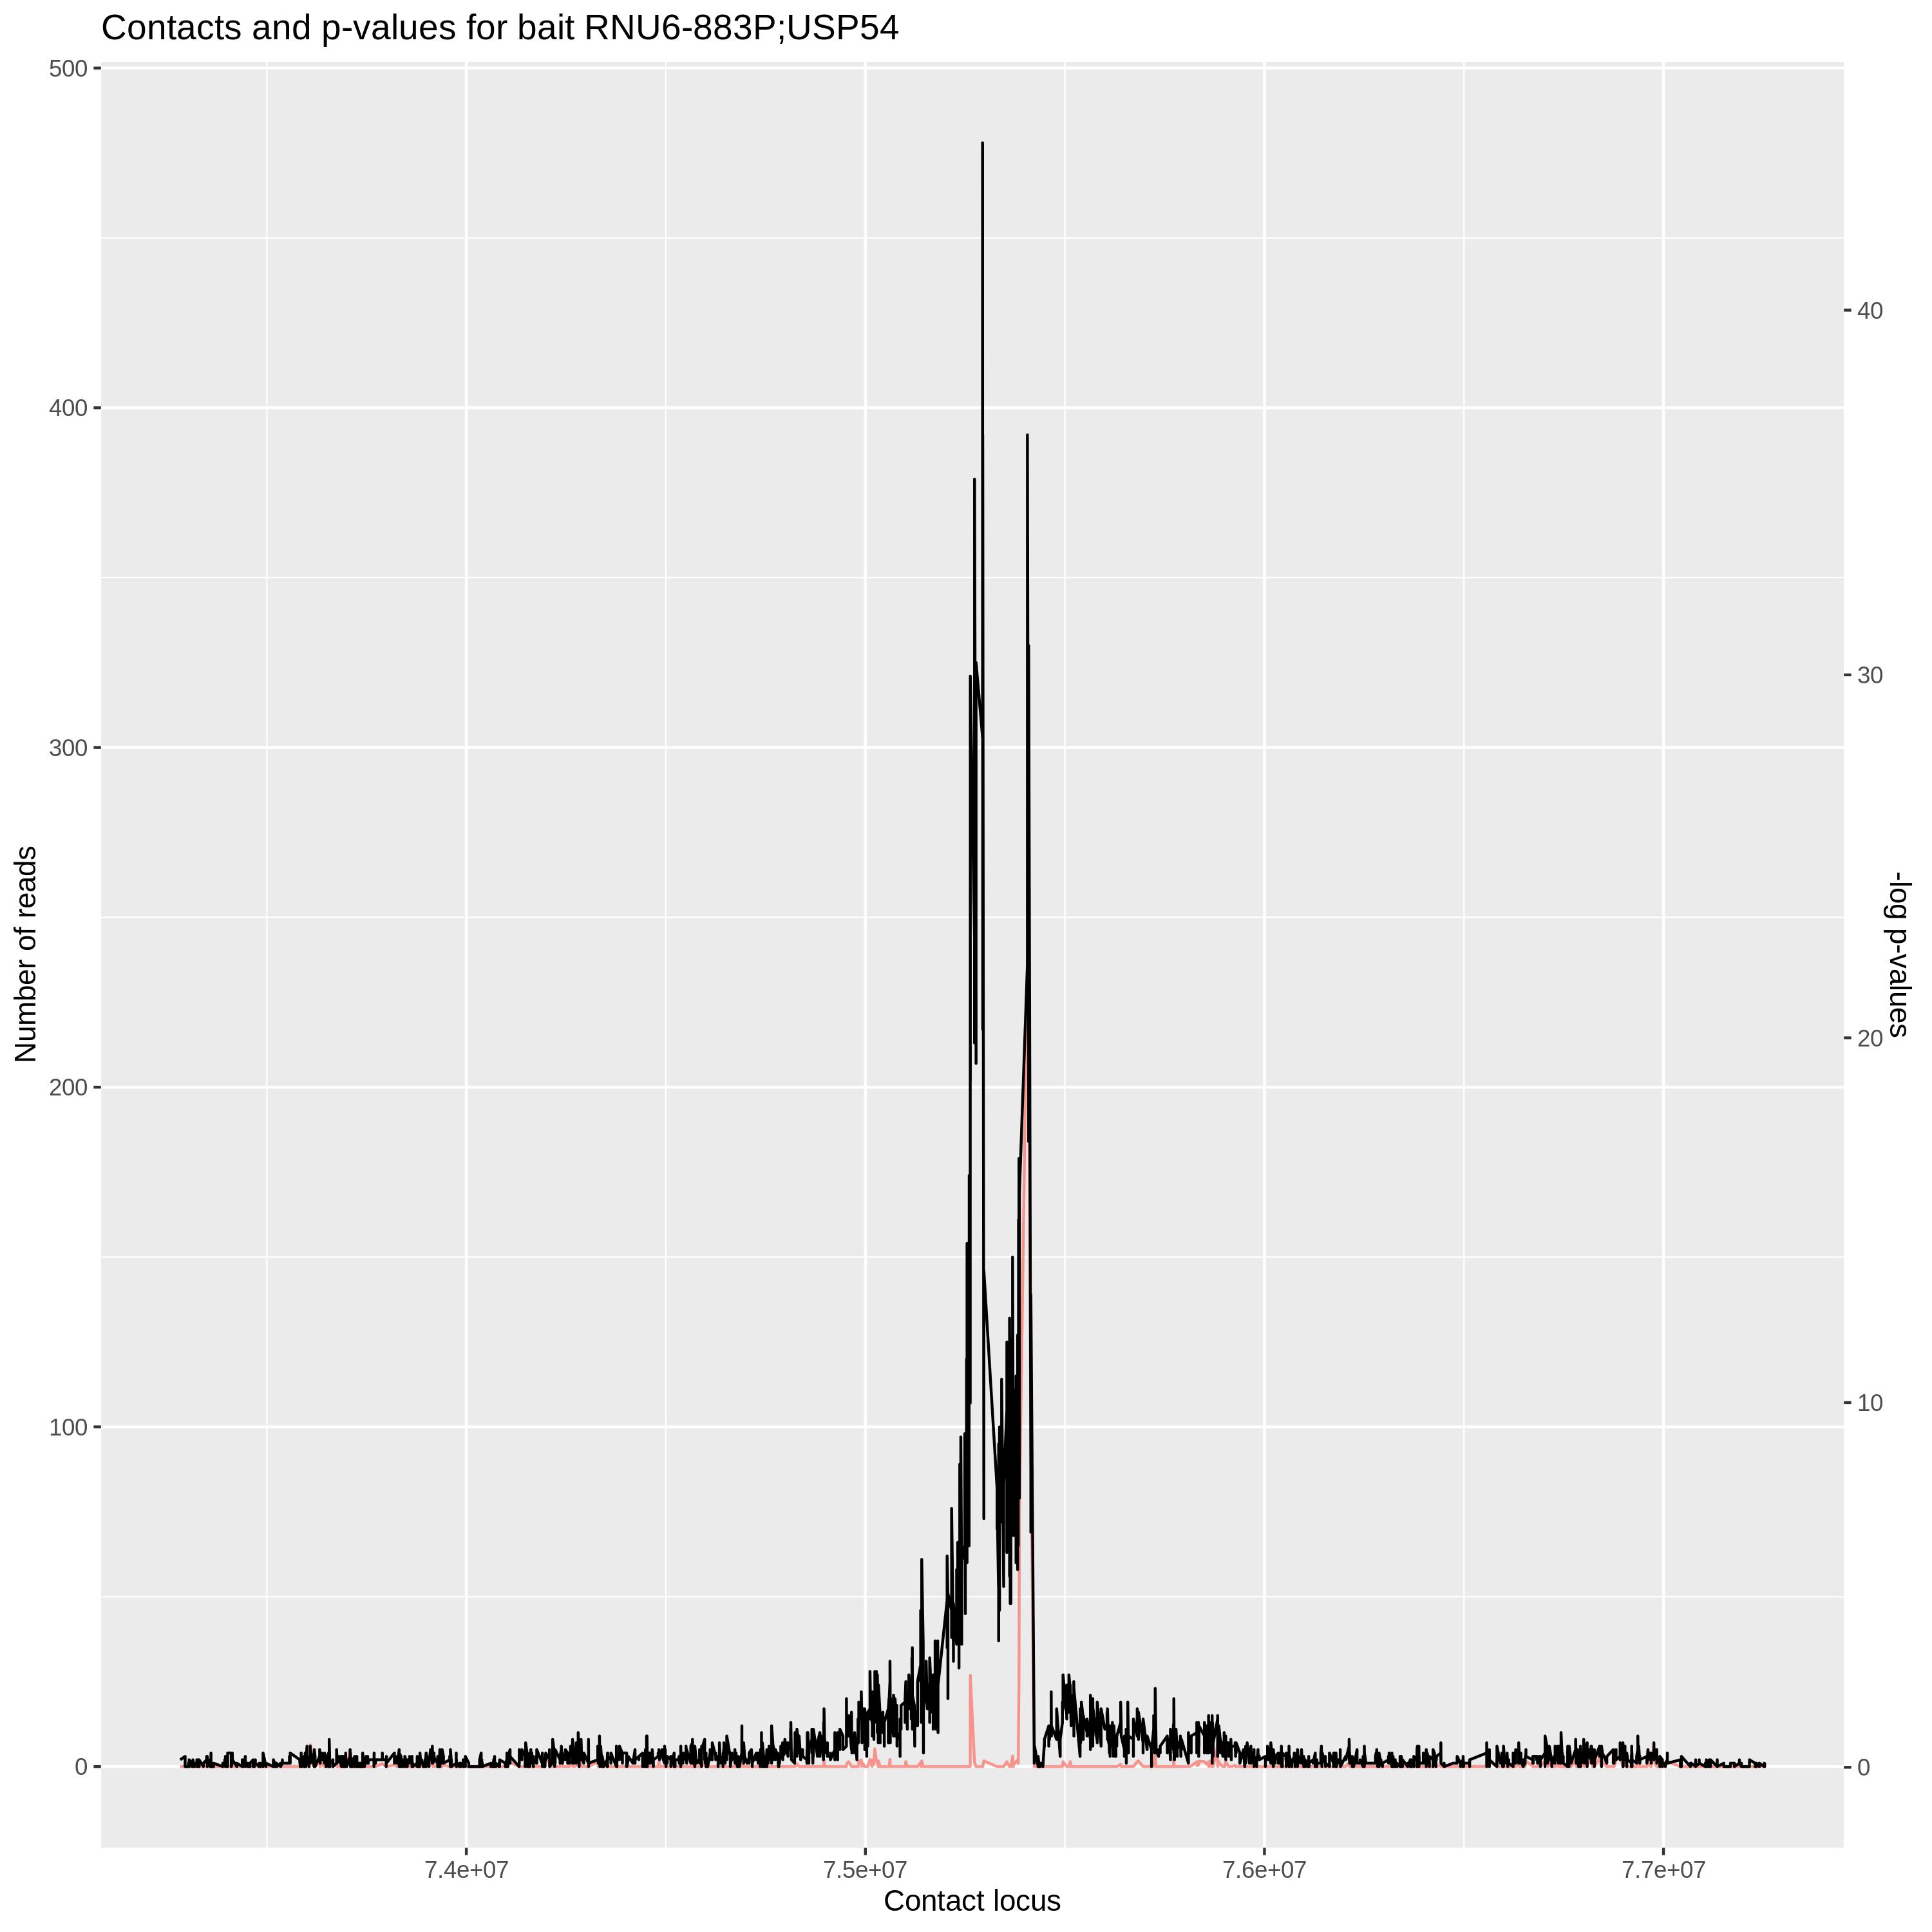 Contacts and p-values for bait RNU6-883P;USP54
500
400
300
200
100
0
Number of reads
40
30
20
10
0
-log p-values
7.4e+07
7.5e+07
7.6e+07
7.7e+07
Contact locus